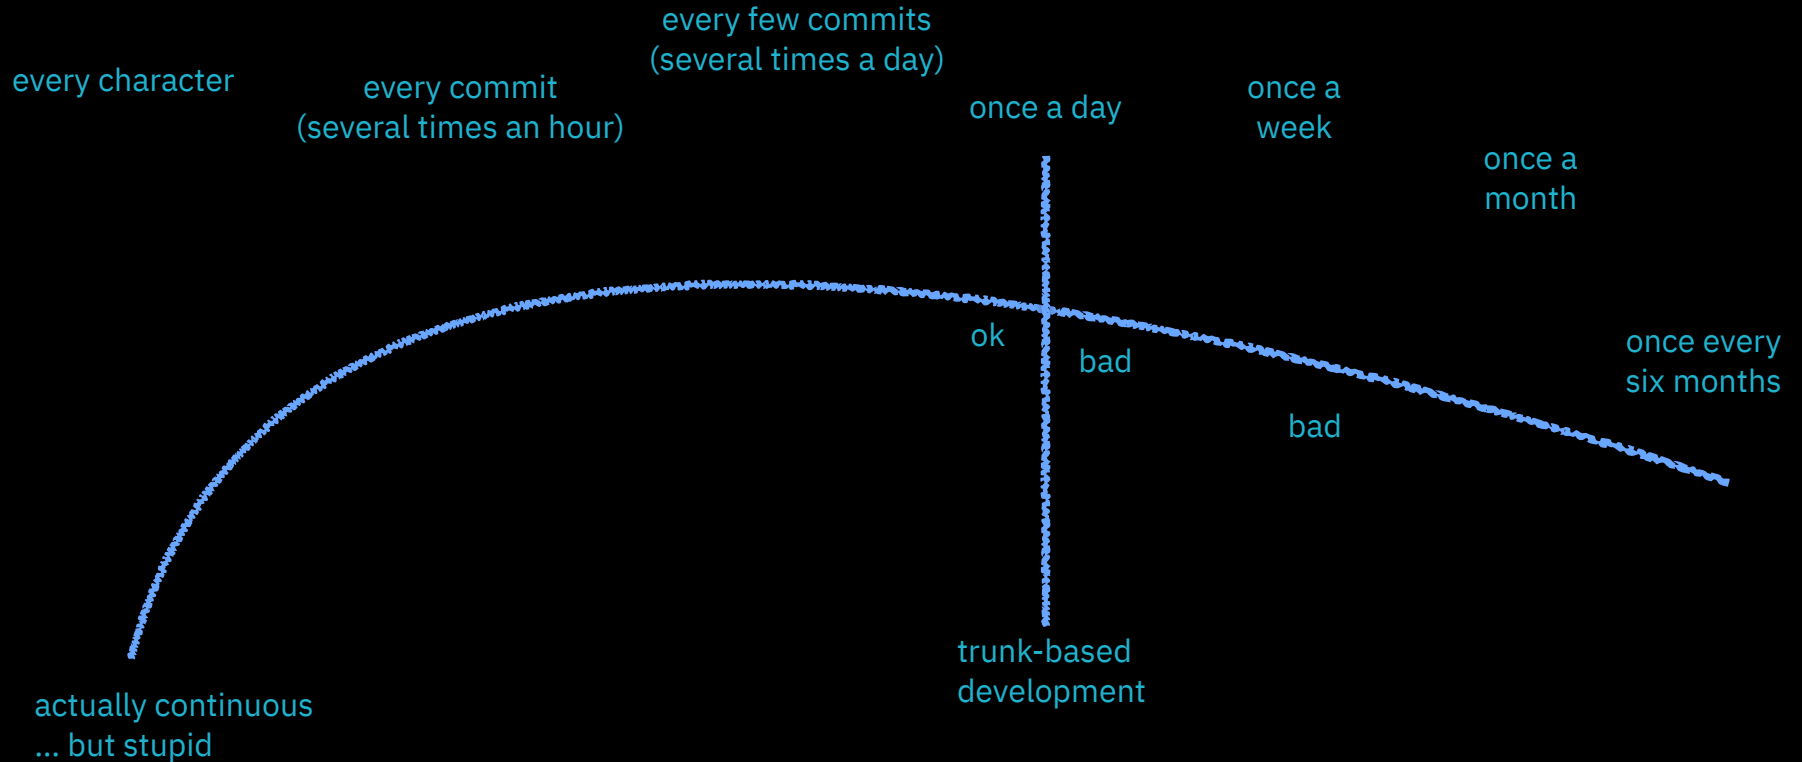 every few commits
(several times a day)
every character
every commit
(several times an hour)
once a day
once a
week
once a
month
ok
bad
once every
six months
bad
trunk-based
development
actually continuous
... but stupid